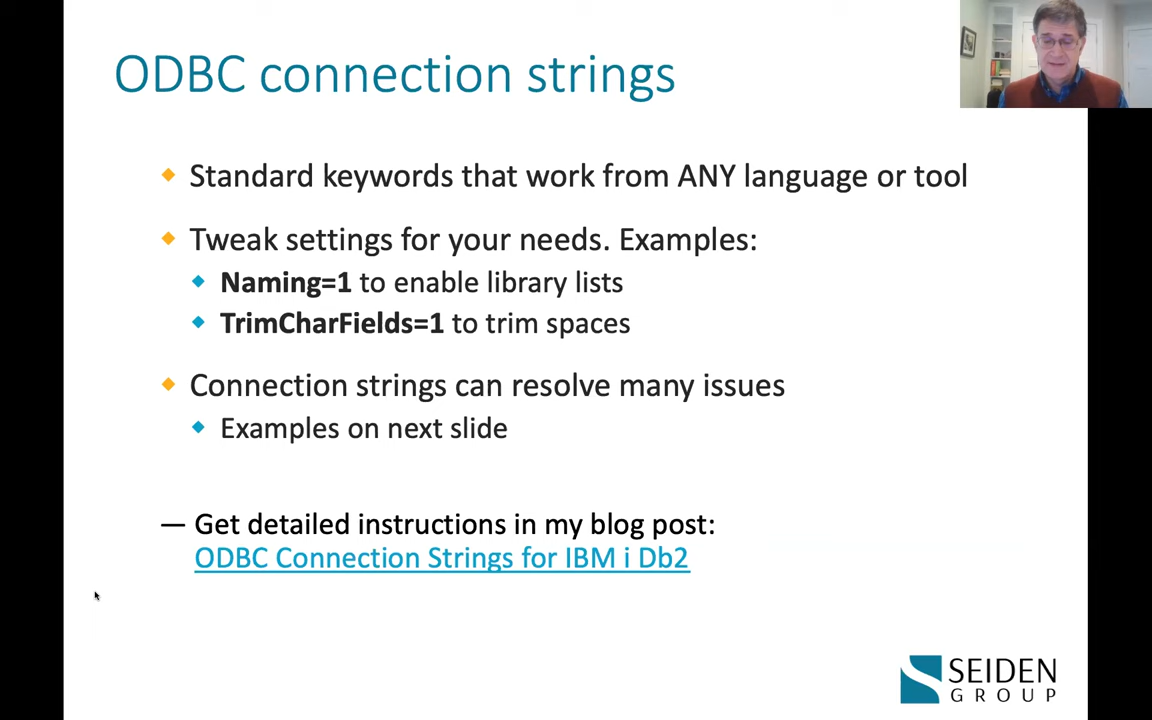 ODBC connection strings
Standard keywords that work from ANY language or tool
Tweak settings for your needs. Examples:
Naming=1 to enable library lists
TrimCharFields=1 to trim spaces
Connection strings can resolve many issues
Examples on next slide
— Get detailed instructions in my blog post:
ODBC Connection Strings for IBM i Db2
SEIDEN
GROUP